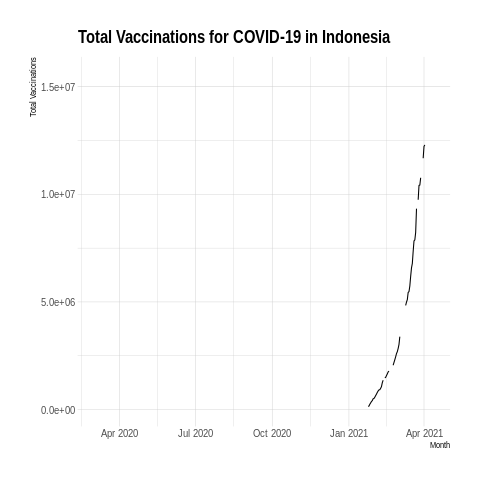 Total Vaccinations for COVID-19 in Indonesia
Total Vaccinations
1.5e+07
1.0e+07
5.0e+06
0.0e+00
Apr 2020 Jul 2020 Oct 2020 Jan 2021 Apr 2021
Month